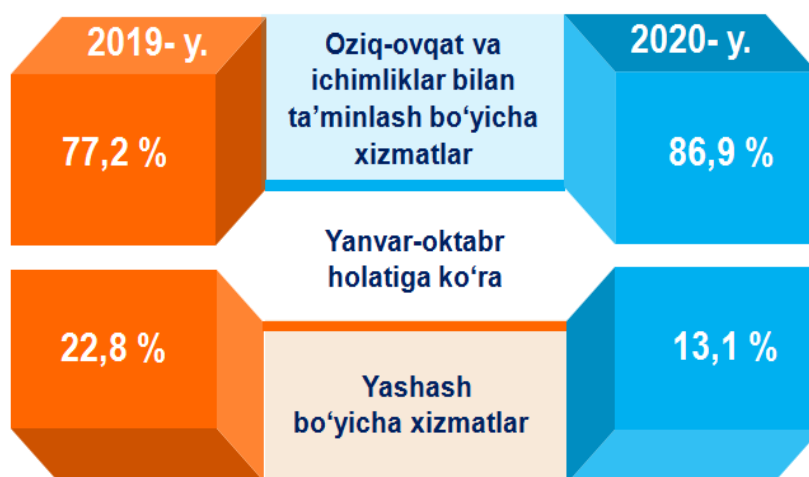 2019- y.
Oziq-ovqat va
ichimliklar bilan
ta’minlash bo‘yicha
xizmatlar
2020- y.
77,2 %
86,9 %
Yanvar-oktabr
holatiga ko‘ra
22,8 %
13,1 %
Yashash
bo‘yicha xizmatlar